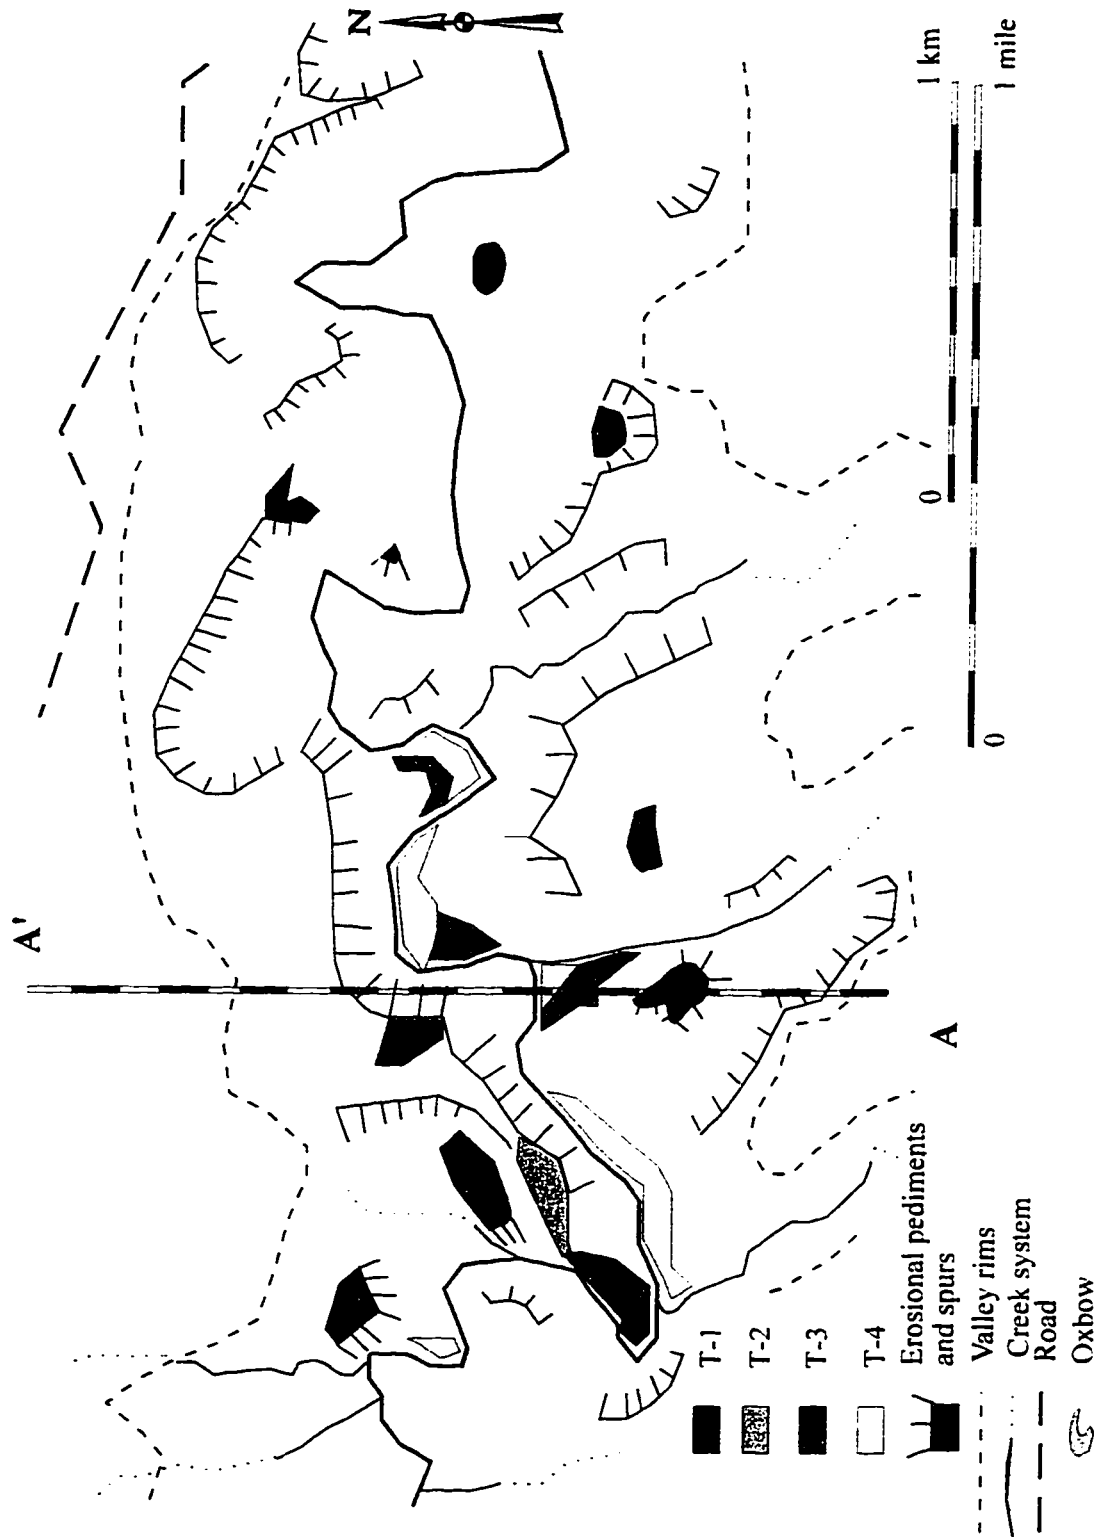 N
A'
A
1 km
0
1 mile
0
T-1
T-2
T-3
T-4
Erosional pediments
and spurs
Valley rims
Creek system
Road
Oxbow